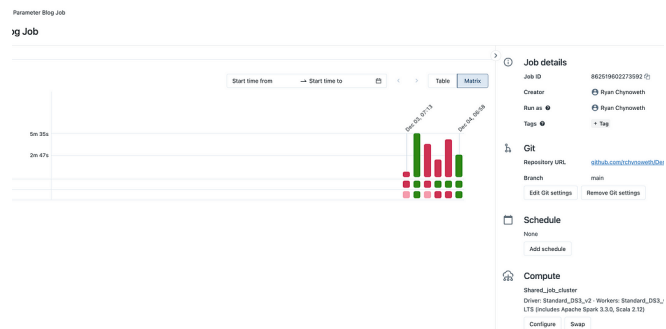 Parameter Blog Job
og Job
Start time from → Start time to
Table
Matrix
Dec 03, 07:13
Dec 04, 06:58
5m 35s
2m 47s
Job details
Job ID 862519602273592
Creator Ryan Chynoweth
Run as Ryan Chynoweth
Tags + Tag
Git
Repository URL github.com/rchynoweth/De
Branch main
Edit Git settings Remove Git settings
Schedule
None
Add schedule
Compute
Shared_job_cluster
Driver: Standard_DS3_v2 · Workers: Standard_DS3_
LTS (includes Apache Spark 3.3.0, Scala 2.12)
Configure Swap